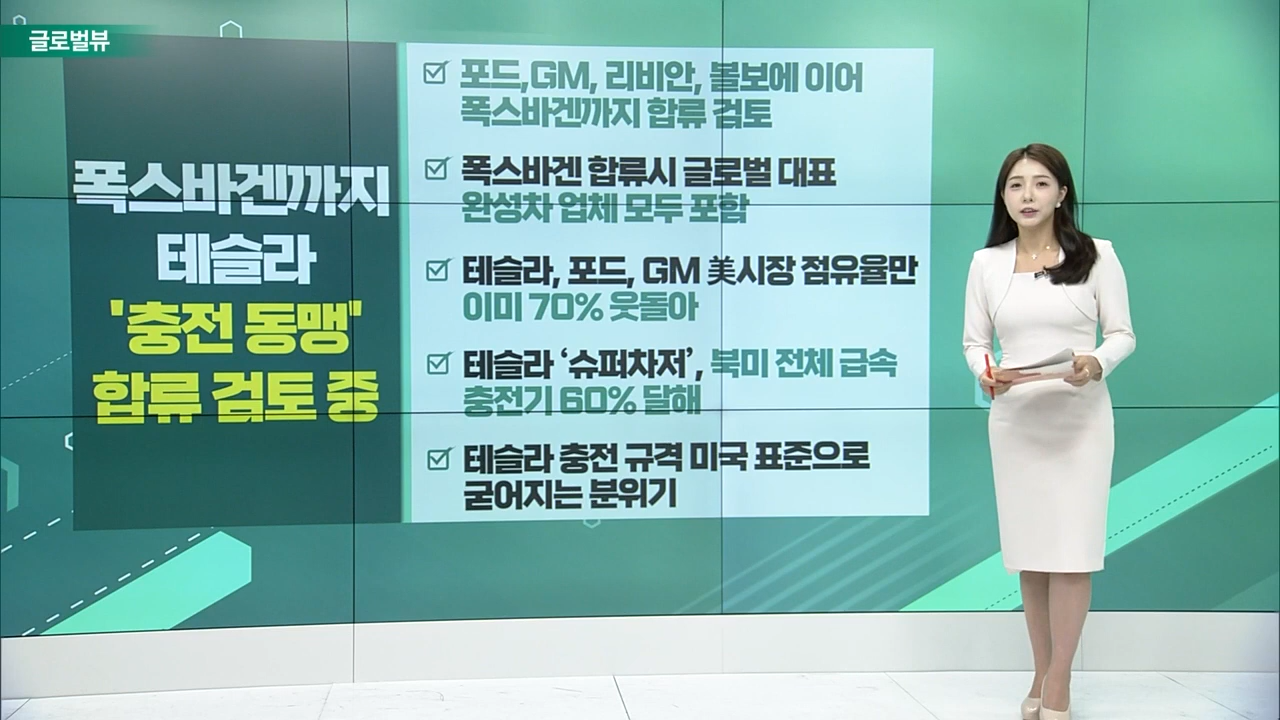 글로벌뷰
폭스바겐까지
테슬라
'충전 동맹'
합류 검토 중
포드,GM, 리비안, 볼보에 이어
폭스바겐까지 합류 검토
폭스바겐 합류시 글로벌 대표
완성차 업체 모두 포함
테슬라, 포드, GM 美시장 점유율만
이미 70% 웃돌아
테슬라 ‘슈퍼차저’, 북미 전체 급속
충전기 60% 달해
테슬라 충전 규격 미국 표준으로
굳어지는 분위기